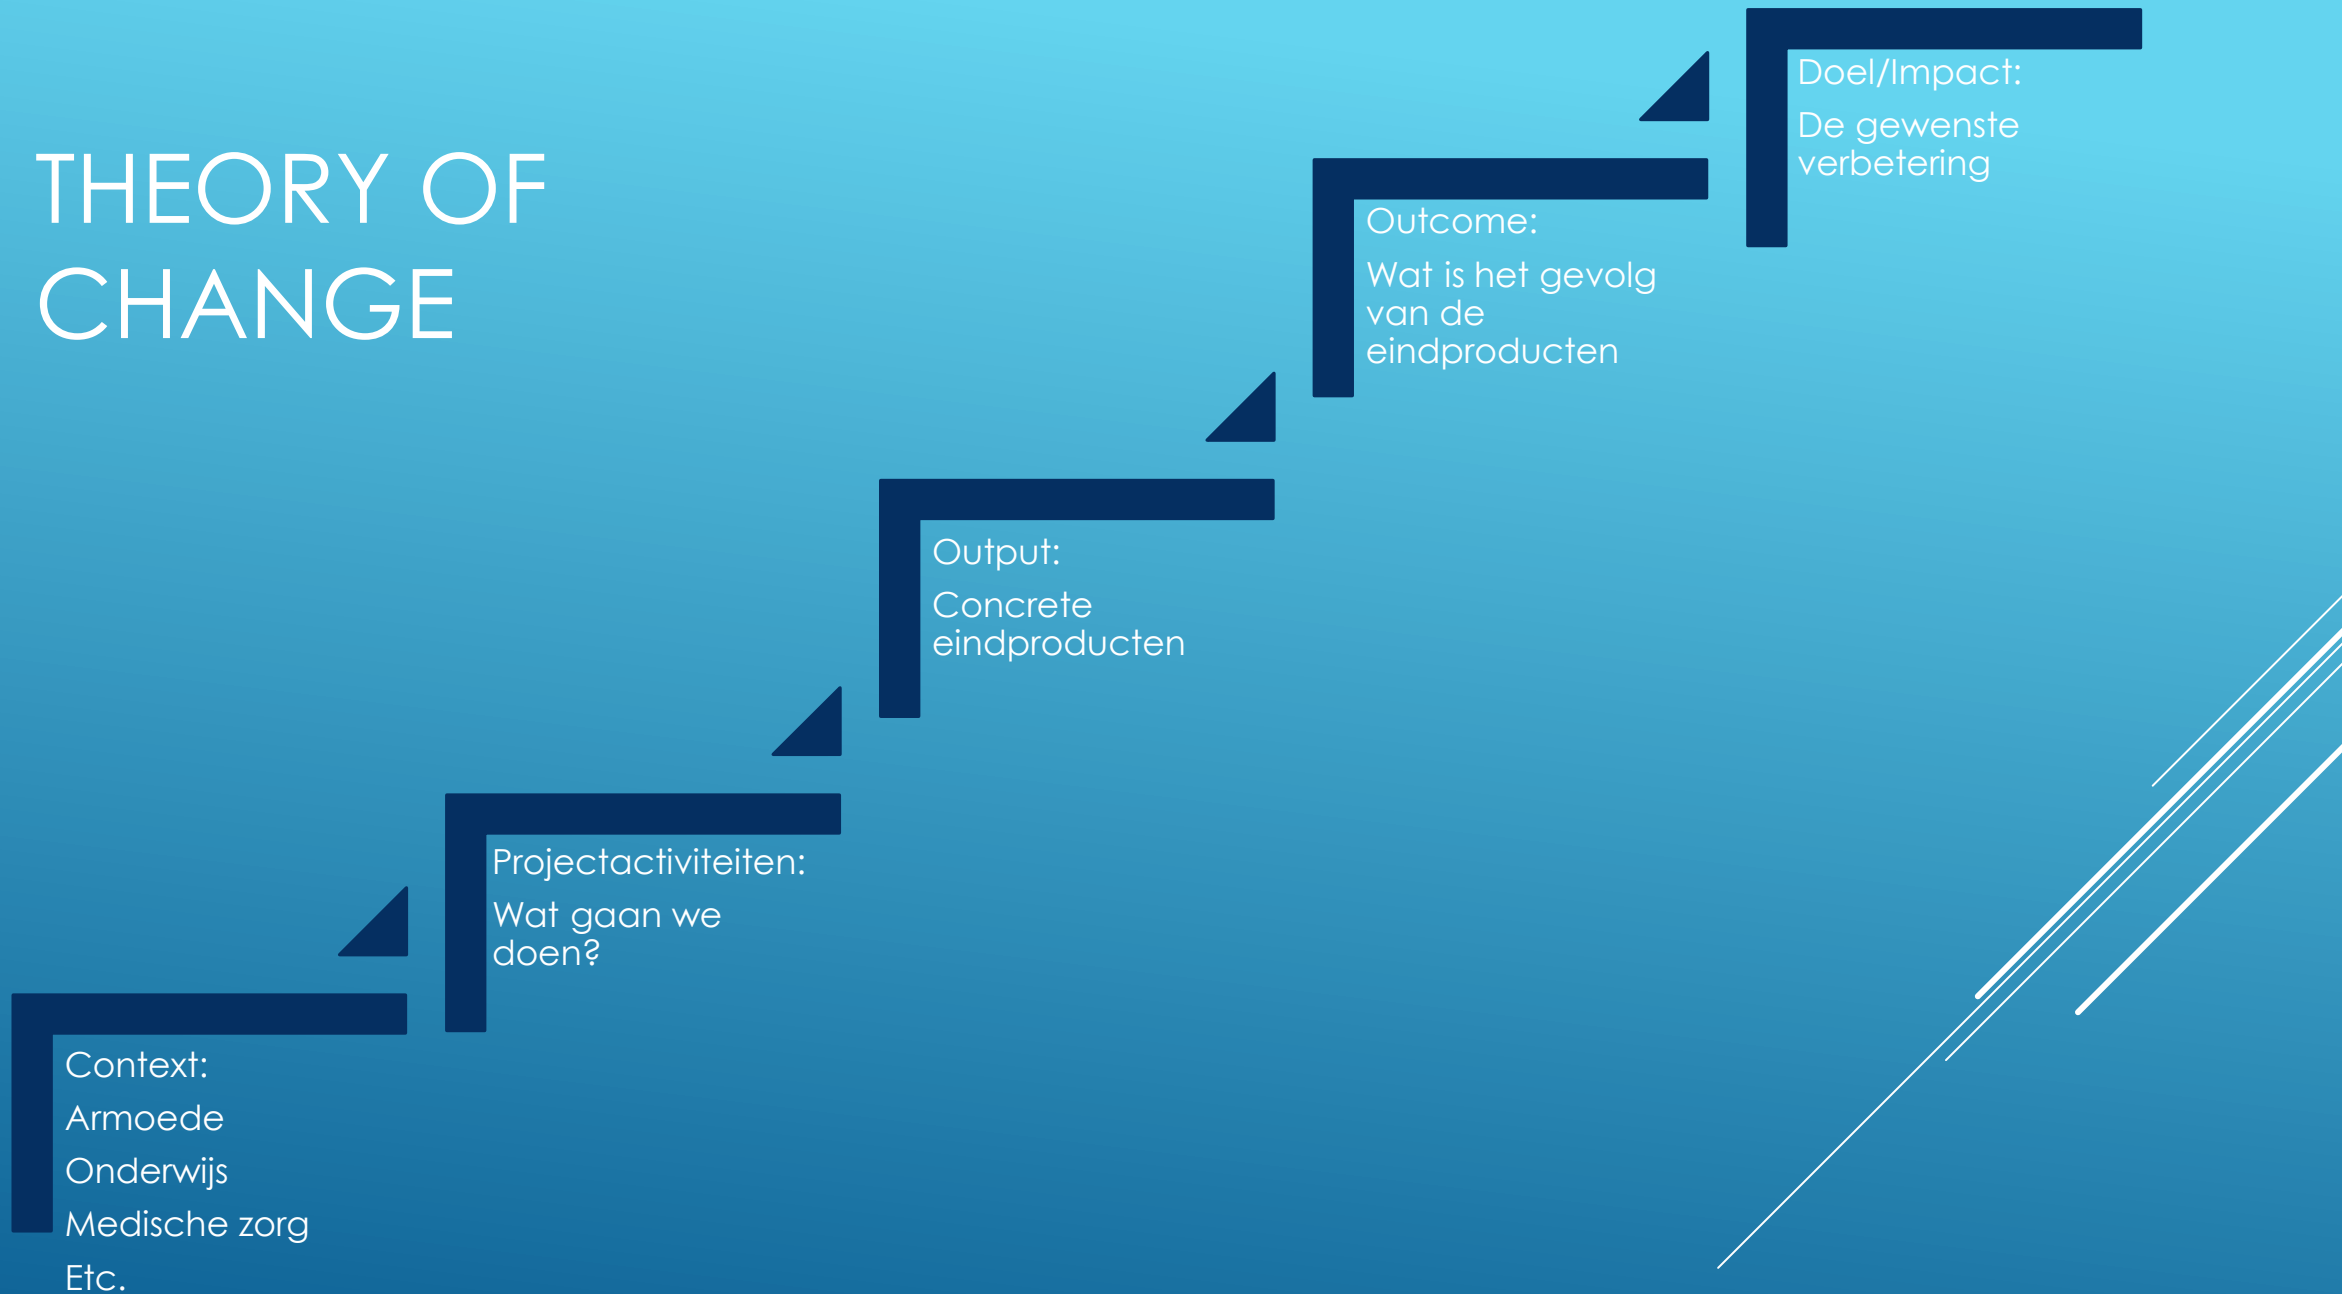 THEORY OF
CHANGE
Context:
Armoede
Onderwijs
Medische zorg
Etc.
Projectactiviteiten:
Wat gaan we
doen?
Output:
Concrete
eindproducten
Outcome:
Wat is het gevolg
van de
eindproducten
Doel/Impact:
De gewenste
verbetering